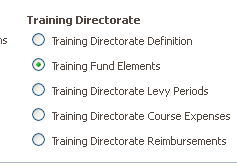 Training Directorate
Training Directorate Definition
ns
Training Fund Elements
Training Directorate Levy Periods
Training Directorate Course Expenses
Training Directorate Reimbursements